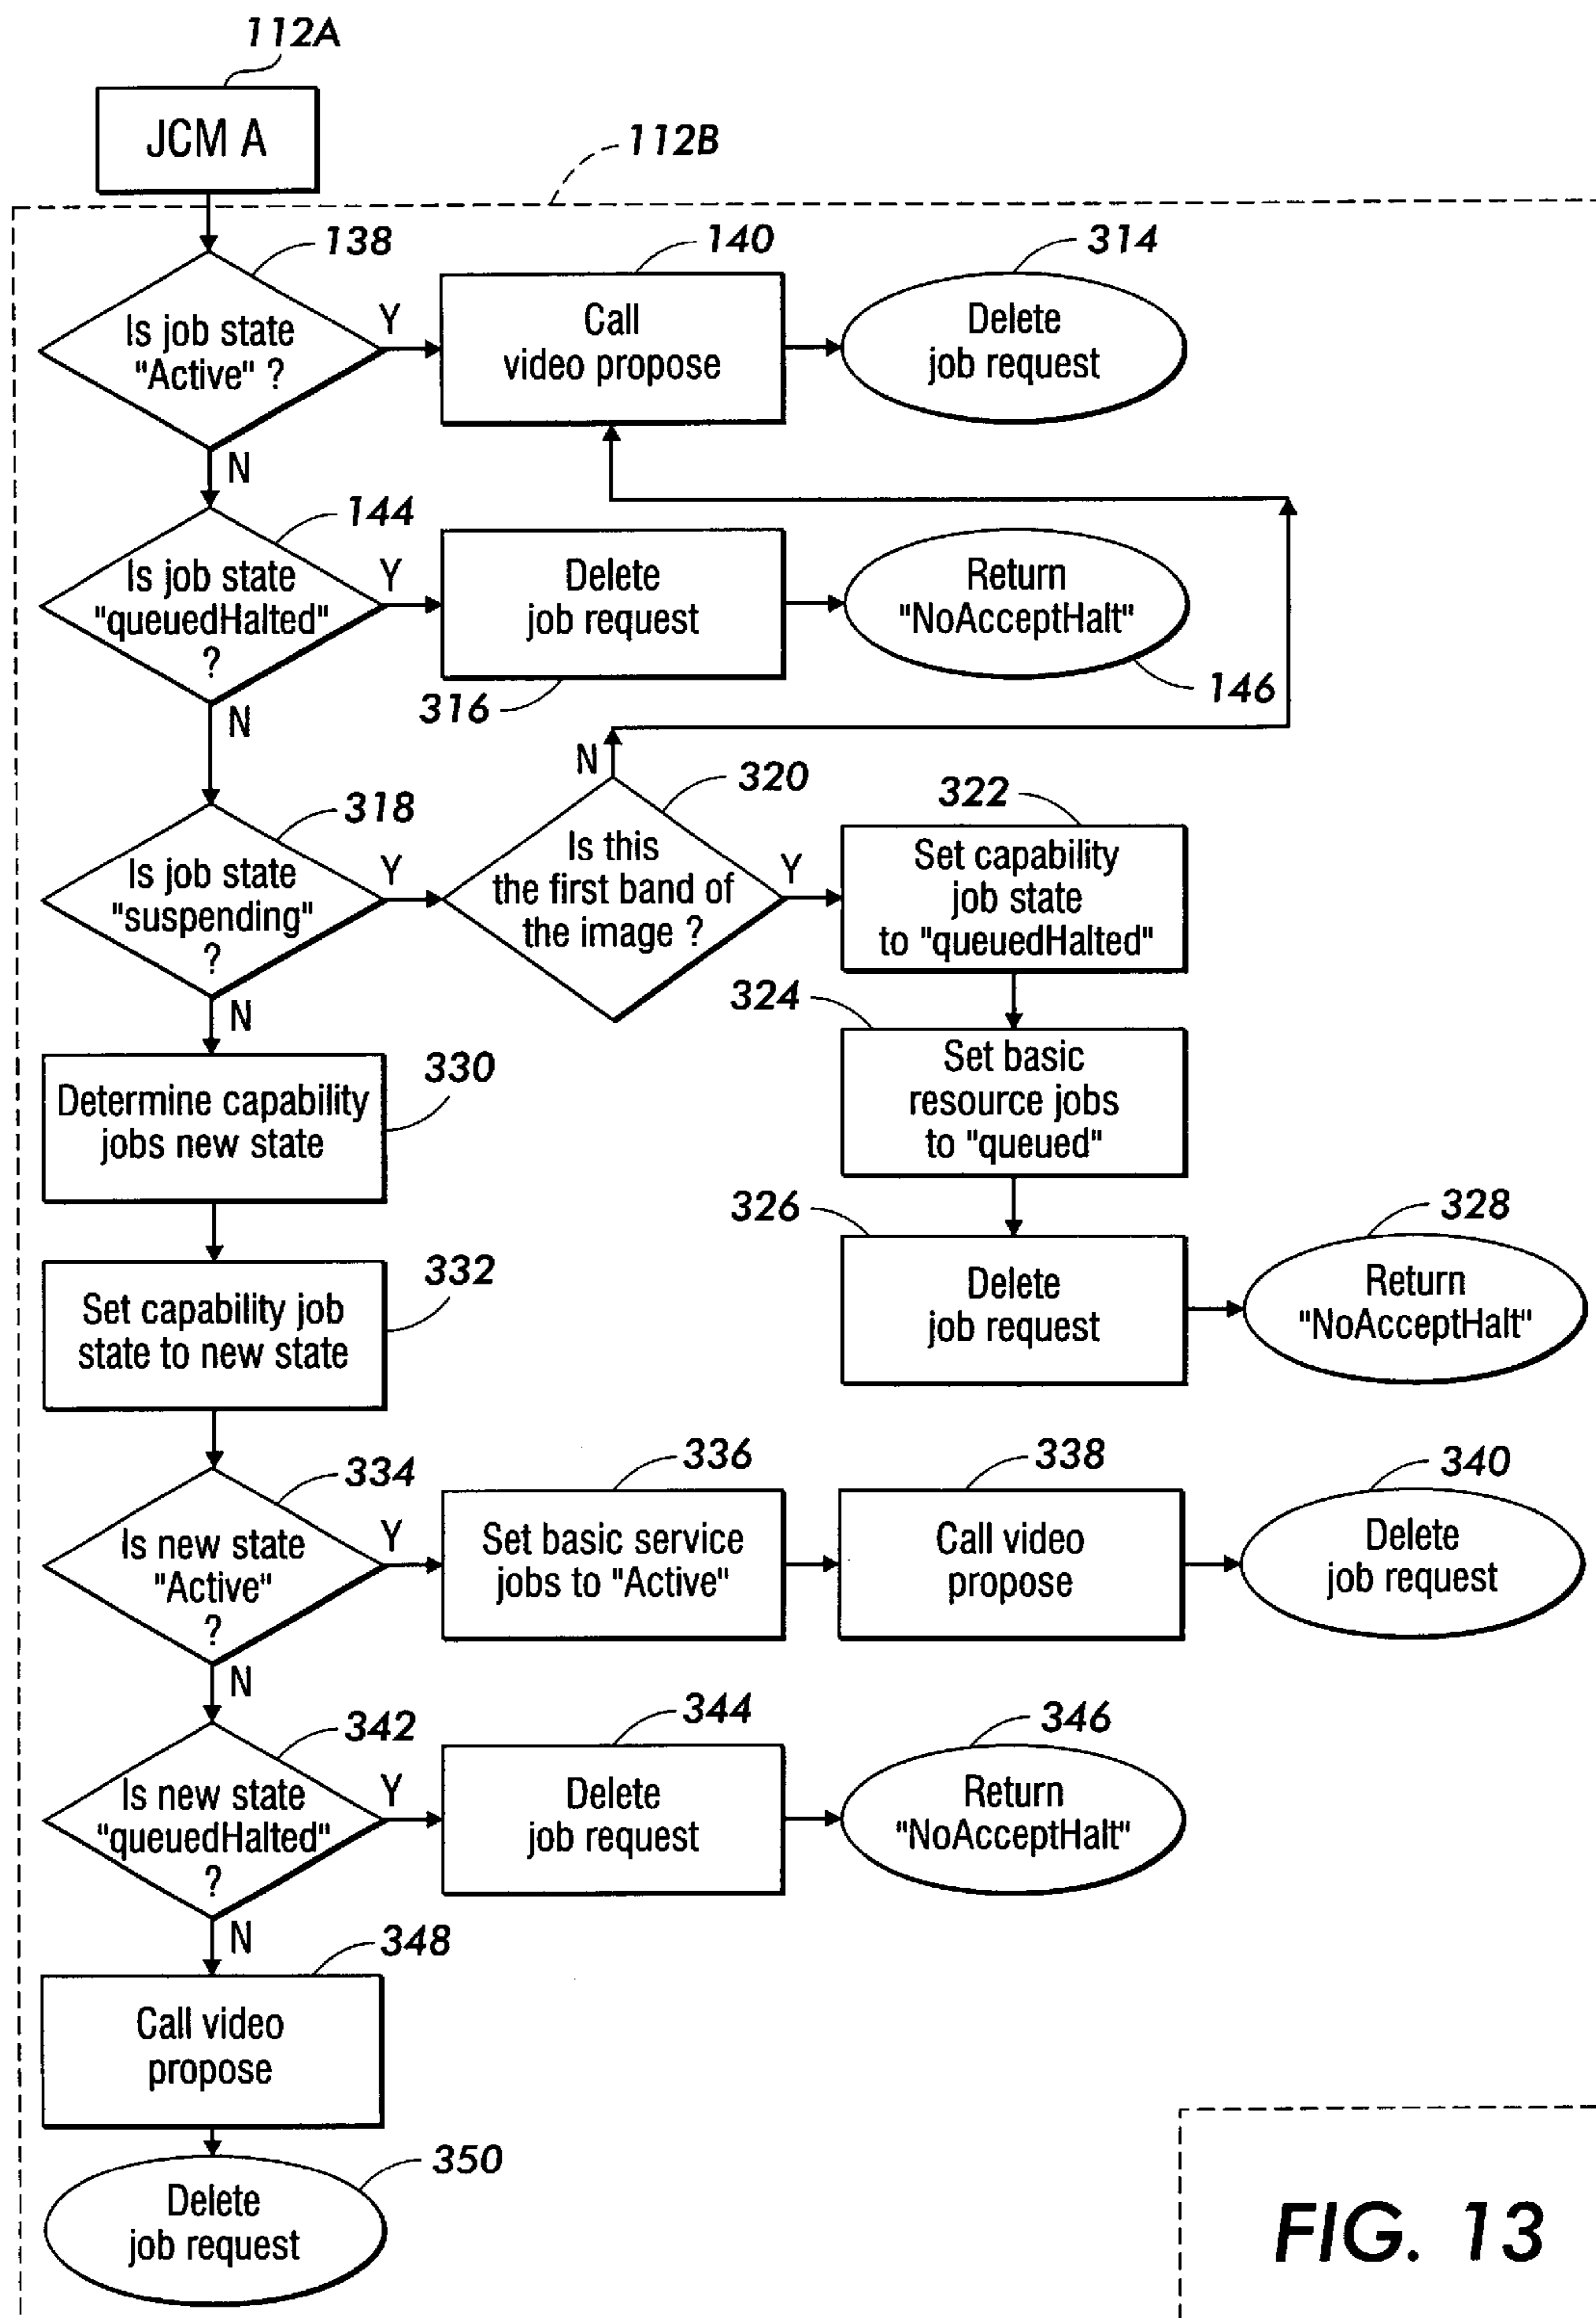 112A
JCM A
112B
138
140
314
Is job state
"Active" ?
Y
Call
video propose
Delete
job request
N
144
Is job state
"queuedHalted"
?
Y
Delete
job request
Return
"NoAcceptHalt"
316
146
N
318
N
320
322
Is job state
"suspending"
?
Y
Is this
the first band of
the image ?
Y
Set capability
job state
to "queuedHalted"
N
324
Set basic
resource jobs
to "queued"
330
Determine capability
jobs new state
326
328
Delete
job request
Return
"NoAcceptHalt"
332
Set capability job
state to new state
334
336
338
340
Is new state
"Active"
?
Y
Set basic service
jobs to "Active"
Call video
propose
Delete
job request
N
342
344
346
Is new state
"queuedHalted"
?
Y
Delete
job request
Return
"NoAcceptHalt"
N
348
Call video
propose
350
Delete
job request
FIG. 13